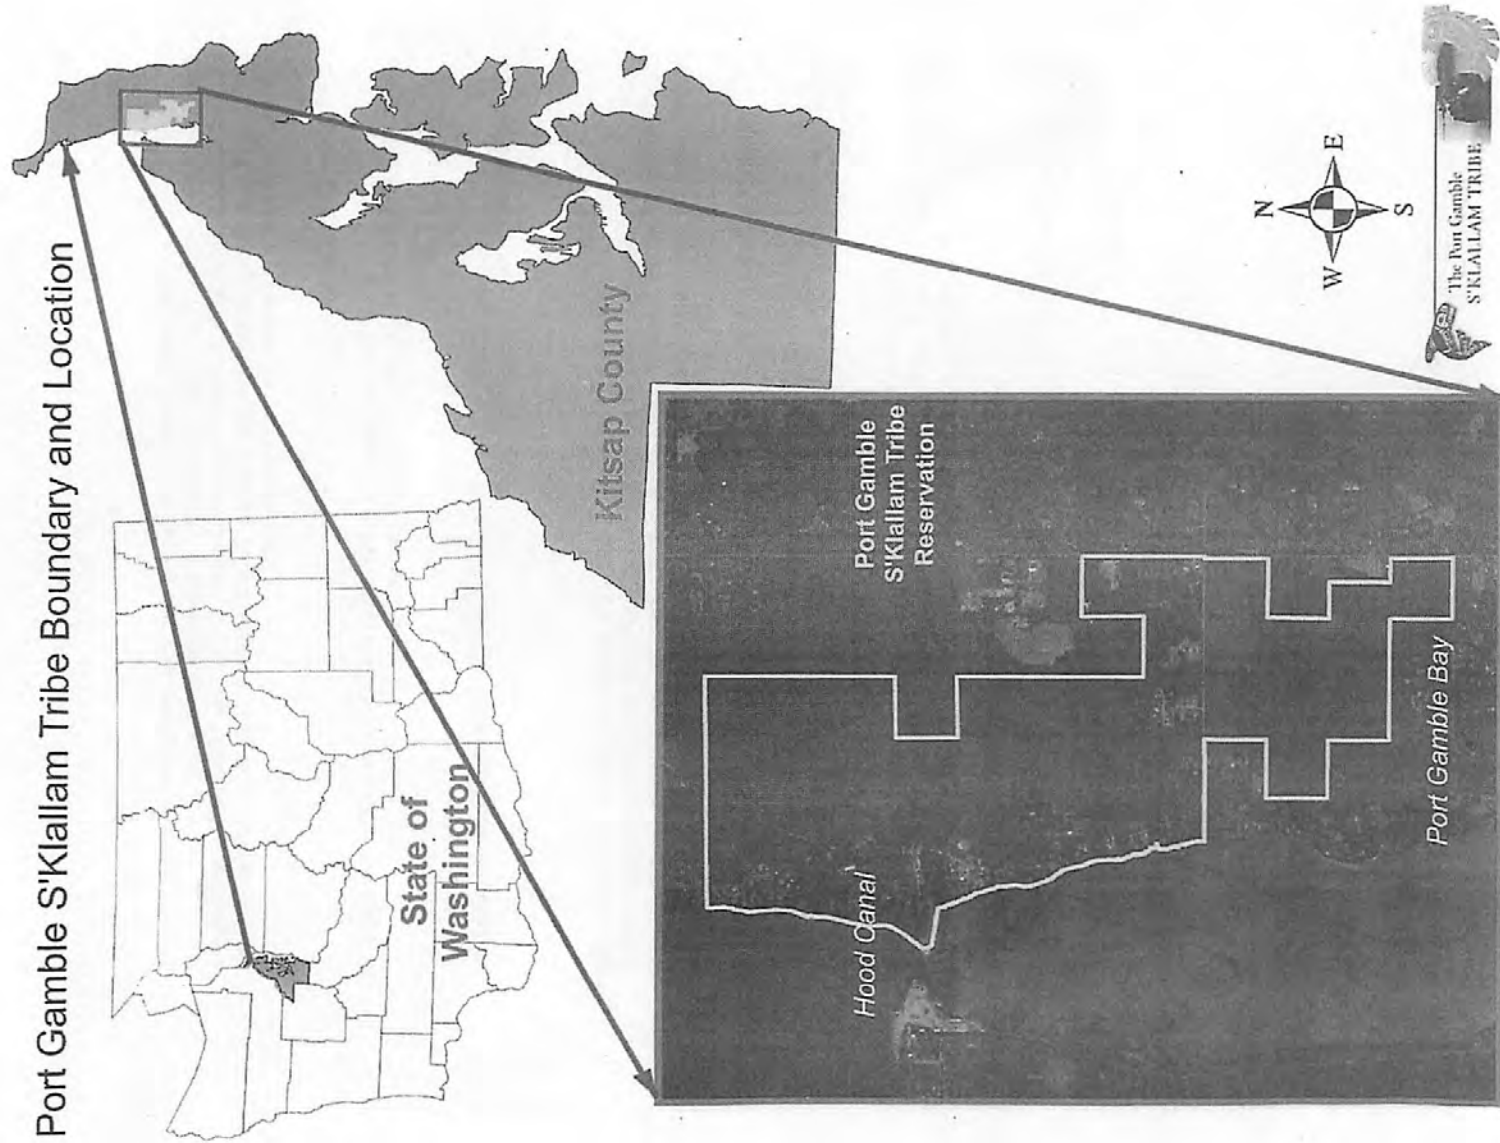 Port Gamble S'Klallam Tribe Boundary and Location
State of
Washington
Kitsap County
Port Gamble
S'Klallam Tribe
Reservation
Hood Canal
Port Gamble Bay
N
W
E
S
The Port Gamble
S'KLALLAM TRIBE